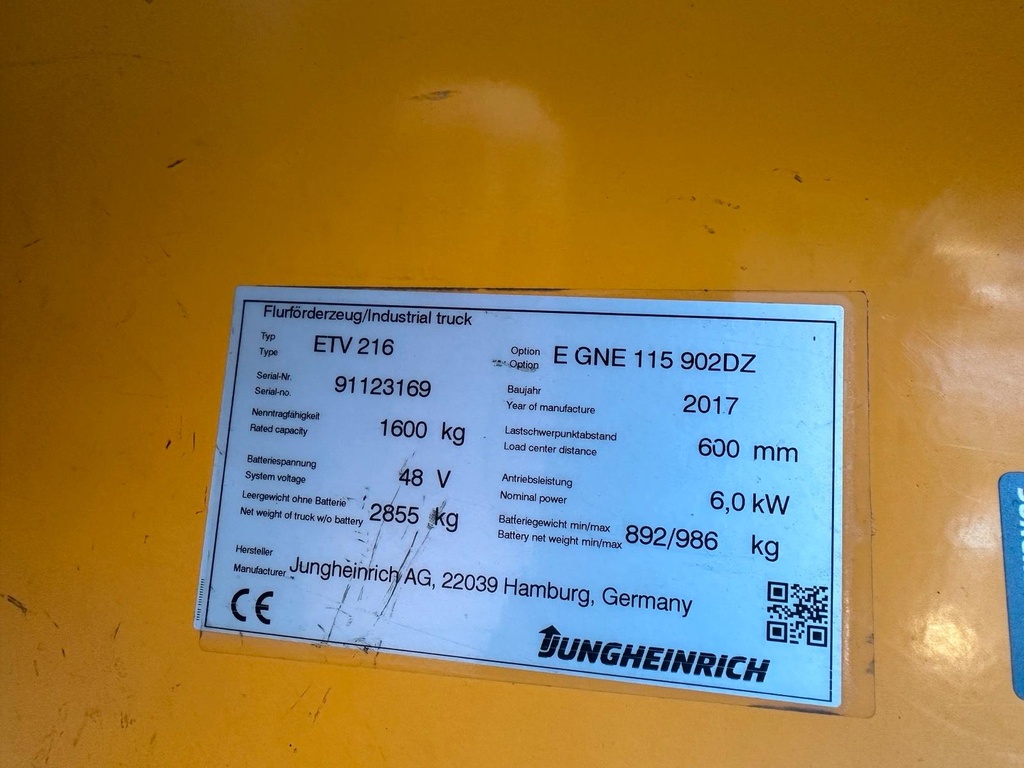 Flurförderzeug/Industrial truck
Typ
Type
ETV 216
Option
Option
E GNE 115 902DZ
Serial-Nr.
Serial-no.
91123169
Baujahr
Year of manufacture
2017
Nenntragfähigkeit
Rated capacity
1600 kg
Lastschwerpunktabstand
Load center distance
600 mm
Batteriespannung
System voltage
48 V
Antriebsleistung
Nominal power
6,0 kW
Leergewicht ohne Batterie
Net weight of truck w/o battery
2855 kg
Batteriegewicht min/max
Battery net weight min/max
892/986 kg
Hersteller
Manufacturer
Jungheinrich AG, 22039 Hamburg, Germany
CE
JUNGHEINRICH